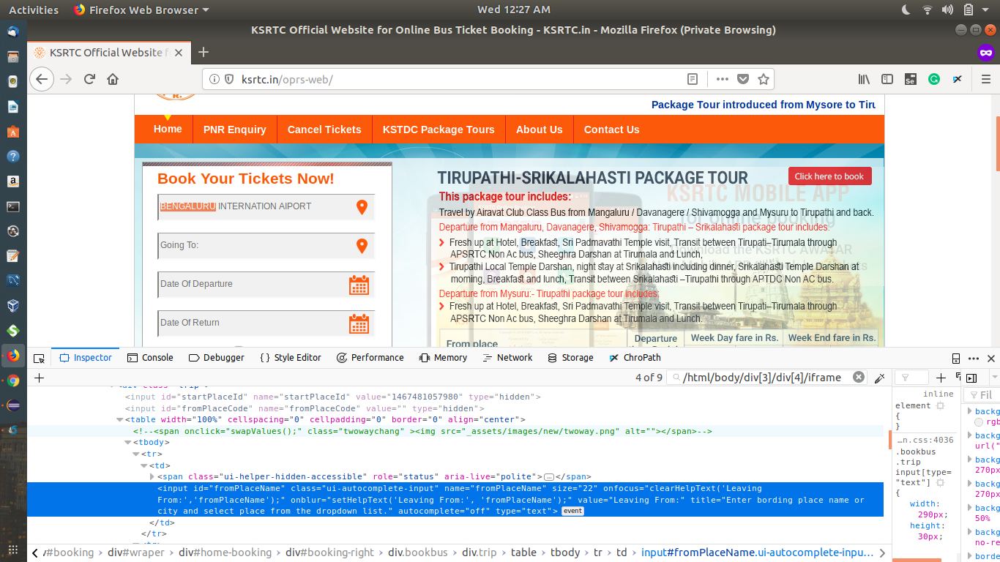 Activities Firefox Web Browser Wed 12:27 AM
KSRTC Official Website for Online Bus Ticket Booking - KSRTC.in - Mozilla Firefox (Private Browsing)
KSRTC Official Website f
ksrtc.in/oprs-web/
K.
Package Tour introduced from Mysore to Tiru
Home PNR Enquiry Cancel Tickets KSTDC Package Tours About Us Contact Us
Book Your Tickets Now!
BENGALURU INTERNATION AIPORT
Going To:
Date Of Departure
Date Of Return
TIRUPATHI-SRIKALAHASTI PACKAGE TOUR
Click here to book
KSRTC MOBILE APP
for online booking
Download the KSRTC AWATAR
This package tour includes:
Travel by Airavat Club Class Bus from Mangaluru / Davanagere / Shivamogga and Mysuru to Tirupathi and back.
Departure from Mangaluru, Davanagere, Shivamogga: Tirupathi – Srikalahasti package tour includes:
Fresh up at Hotel, Breakfast, Sri Padmavathi Temple visit, Transit between Tirupati–Tirumala through
APSRTC Non Ac bus, Sheeghra Darshan at Tirumala and Lunch,
Tirupathi Local Temple Darshan, night stay at Srikalahasti including dinner, Srikalahasti Temple Darshan at
morning, Breakfast and lunch, Transit between Srikalahasti –Tirupathi through APTDC Non AC bus.
Departure from Mysuru:- Tirupathi package tour includes:
Fresh up at Hotel, Breakfast, Sri Padmavathi Temple visit, Transit between Tirupati–Tirumala through
APSRTC Non Ac bus, Sheeghra Darshan at Tirumala and Lunch.
From place Departure Week Day fare in Rs. Week End fare in Rs.
Inspector Console Debugger { } Style Editor Performance Memory Network Storage ChroPath
4 of 9 /html/body/div[3]/div[4]/iframe
<input id="startPlaceId" name="startPlaceId" value="1467481057980" type="hidden">
<input id="fromPlaceCode" name="fromPlaceCode" value="" type="hidden">
<table width="100%" cellspacing="0" cellpadding="0" border="0" align="center">
<!--<span onclick="swapValues();" class="twowaychang" ><img src="_assets/images/new/twoway.png" alt=""></span>-->
<tbody>
<tr>
<td>
<span class="ui-helper-hidden-accessible" role="status" aria-live="polite">…</span>
<input id="fromPlaceName" class="ui-autocomplete-input" name="fromPlaceName" size="22" onfocus="clearHelpText('Leaving
From:','fromPlaceName');" onblur="setHelpText('Leaving From:', 'fromPlaceName');" value="Leaving From:" title="Enter bording place name or
city and select place from the dropdown list." autocomplete="off" type="text"> event
</td>
</tr>
v#booking div#wraper div#home-booking div#booking-right div.bookbus div.trip table tbody tr td input#fromPlaceName.ui-autocomplete-inpu…
inline
element
{
}
…n.css:4036
.bookbus
.trip
input[type=
"text"]
{
width:
290px;
height:
30px;
Fil
backg
rgb
backg
url("
backg
270px
backg
270px
backg
50%
backg
no-re
borde